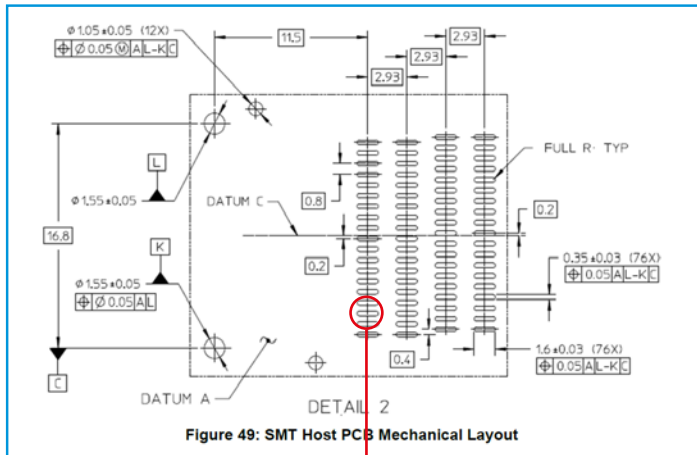 ⌀1.05±0.05 (12X)
⌖ ⌀ 0.05 Ⓜ A L-K C
11.5
2.93
2.93
2.93
L
FULL R· TYP
⌀1.55±0.05
DATUM C
0.8
0.2
16.8
K
0.2
0.35±0.03 (76X)
⌖ 0.05 A L-K C
⌀1.55±0.05
⌖ ⌀ 0.05 A L
0.4
1.6±0.03 (76X)
⌖ 0.05 A L-K C
C
DATUM A
DETAIL 2
Figure 49: SMT Host PCB Mechanical Layout